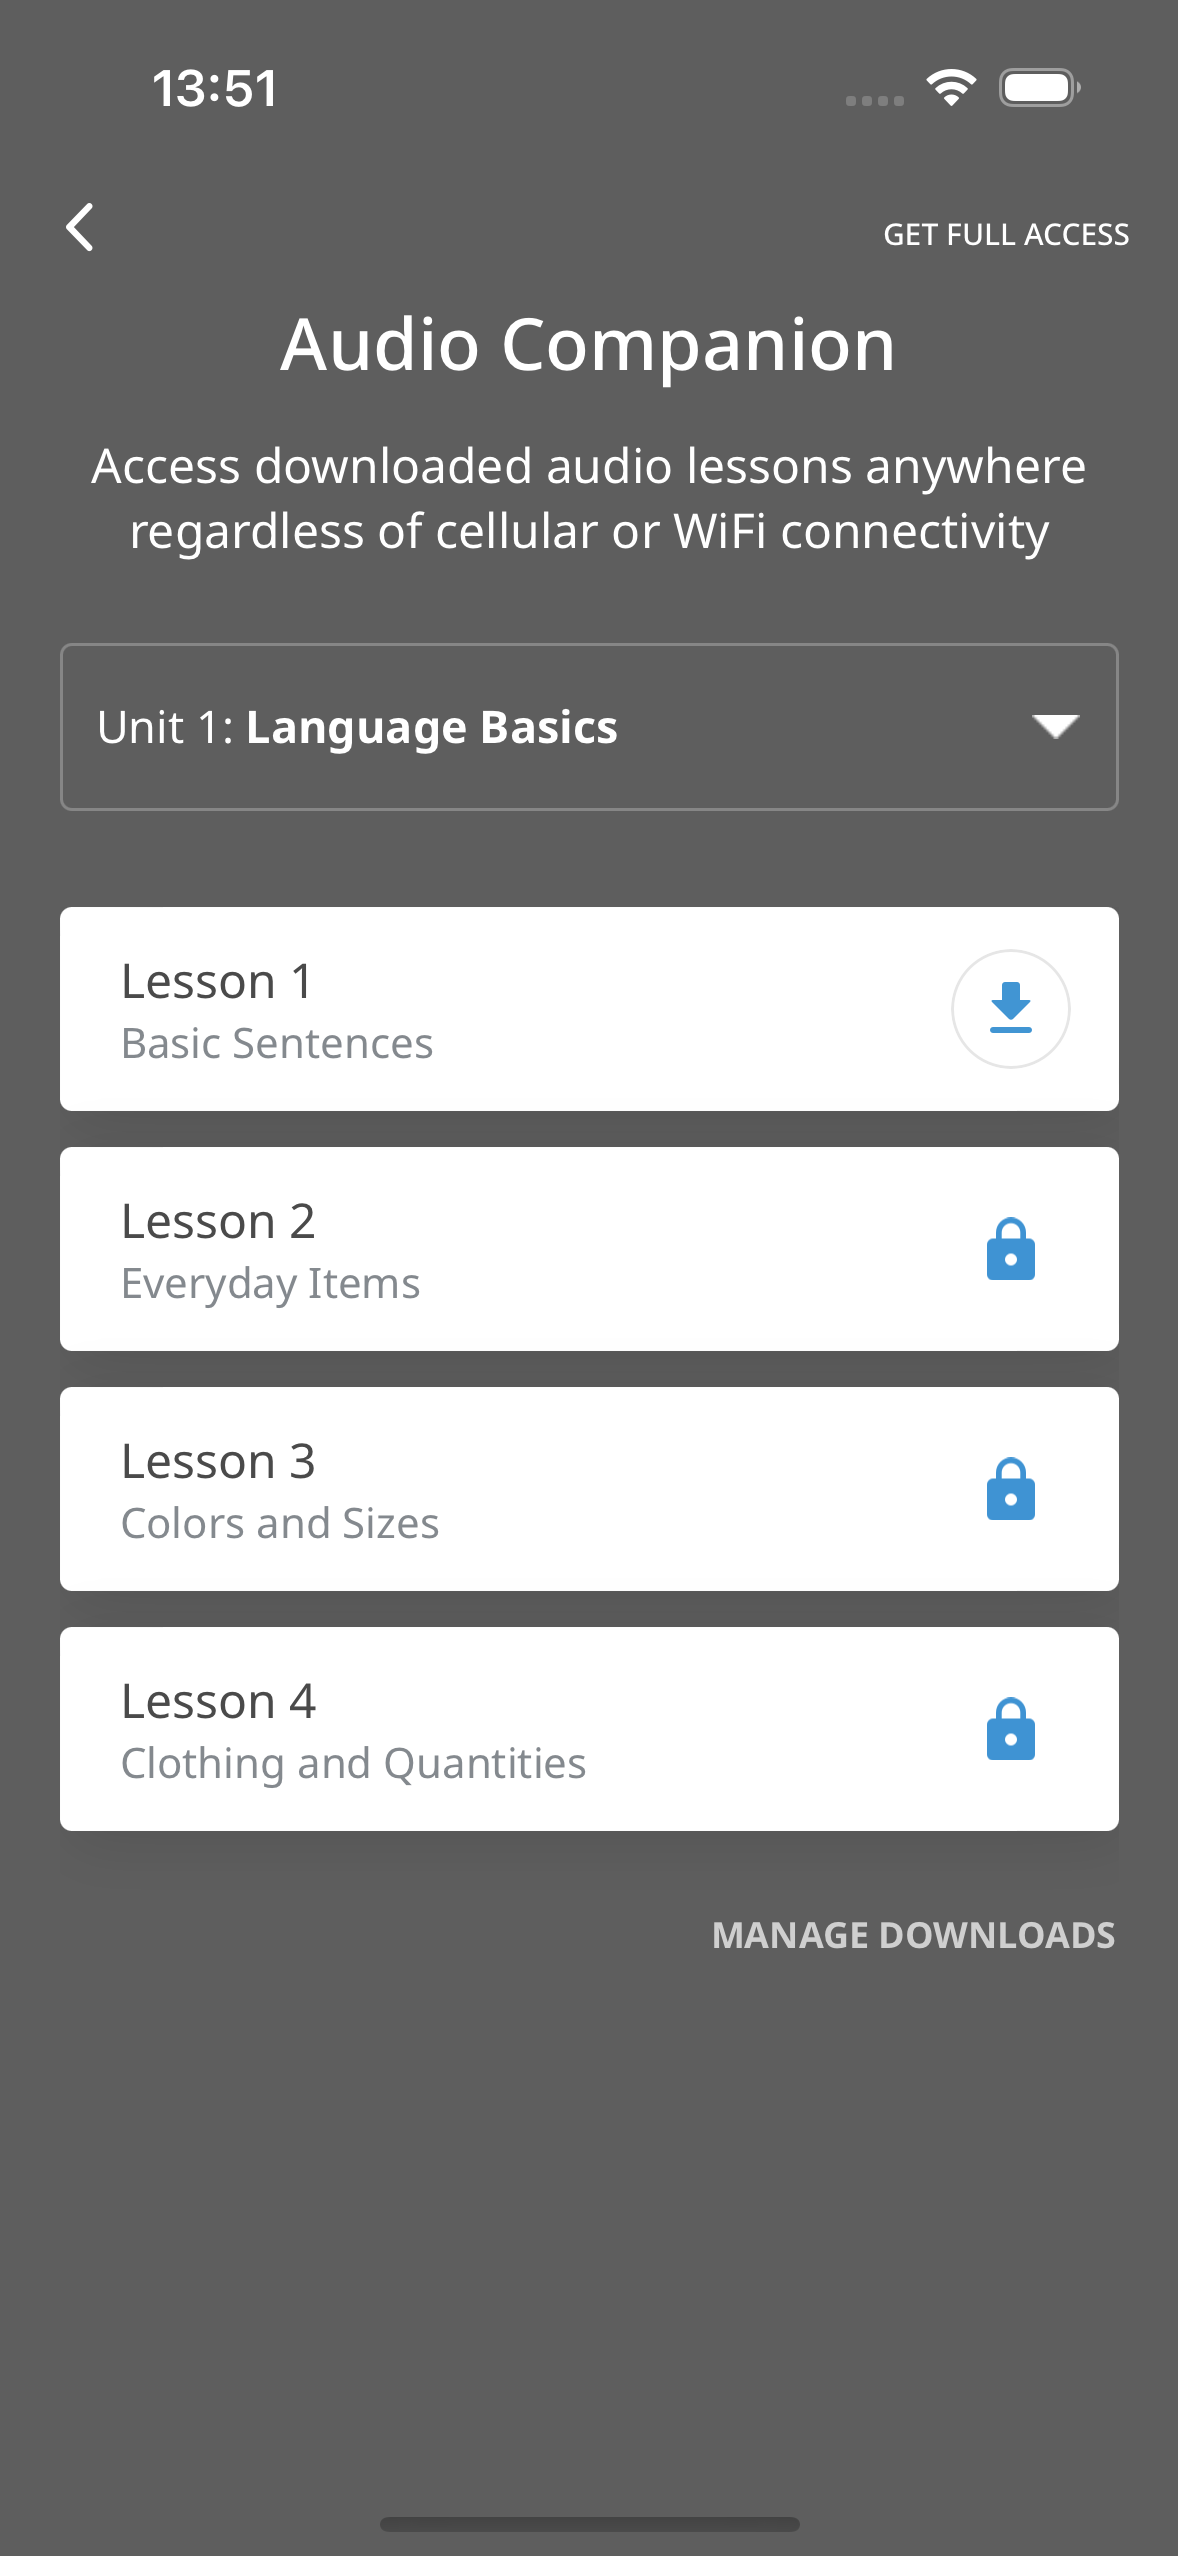 13:51
GET FULL ACCESS
Audio Companion
Access downloaded audio lessons anywhere
regardless of cellular or WiFi connectivity
Unit 1: Language Basics
Lesson 1
Basic Sentences
Lesson 2
Everyday Items
Lesson 3
Colors and Sizes
Lesson 4
Clothing and Quantities
MANAGE DOWNLOADS